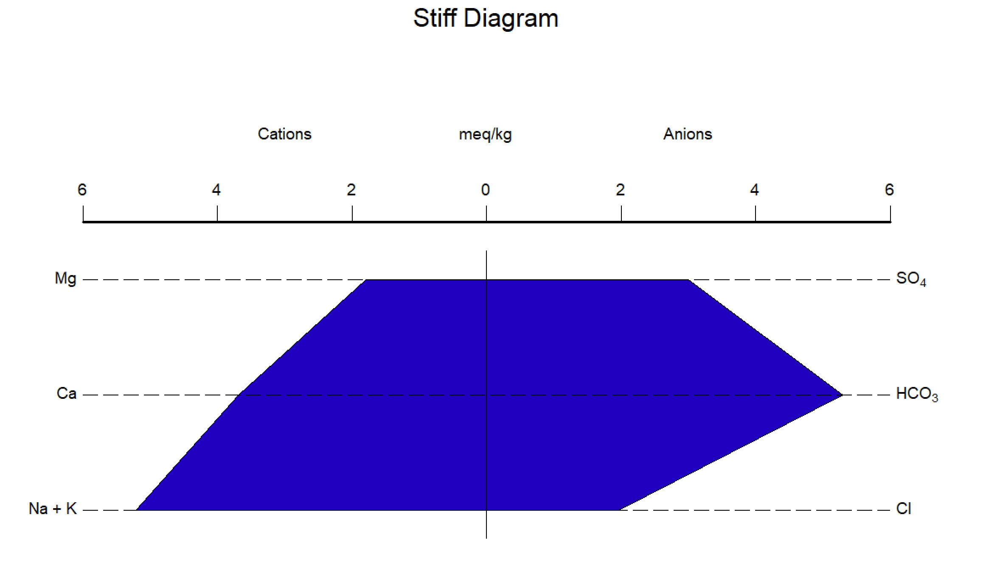 Stiff Diagram
Cations meq/kg Anions
6 4 2 0 2 4 6
Mg SO₄
Ca HCO₃
Na + K Cl